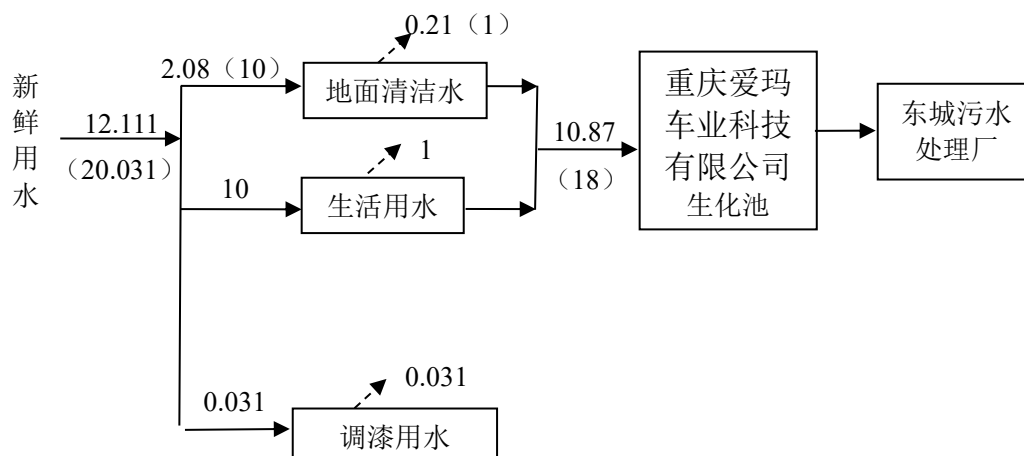 新鲜用水
12.111
（20.031）
2.08（10）
地面清洁水
0.21（1）
10
生活用水
1
0.031
调漆用水
0.031
10.87
（18）
重庆爱玛
车业科技
有限公司
生化池
东城污水
处理厂